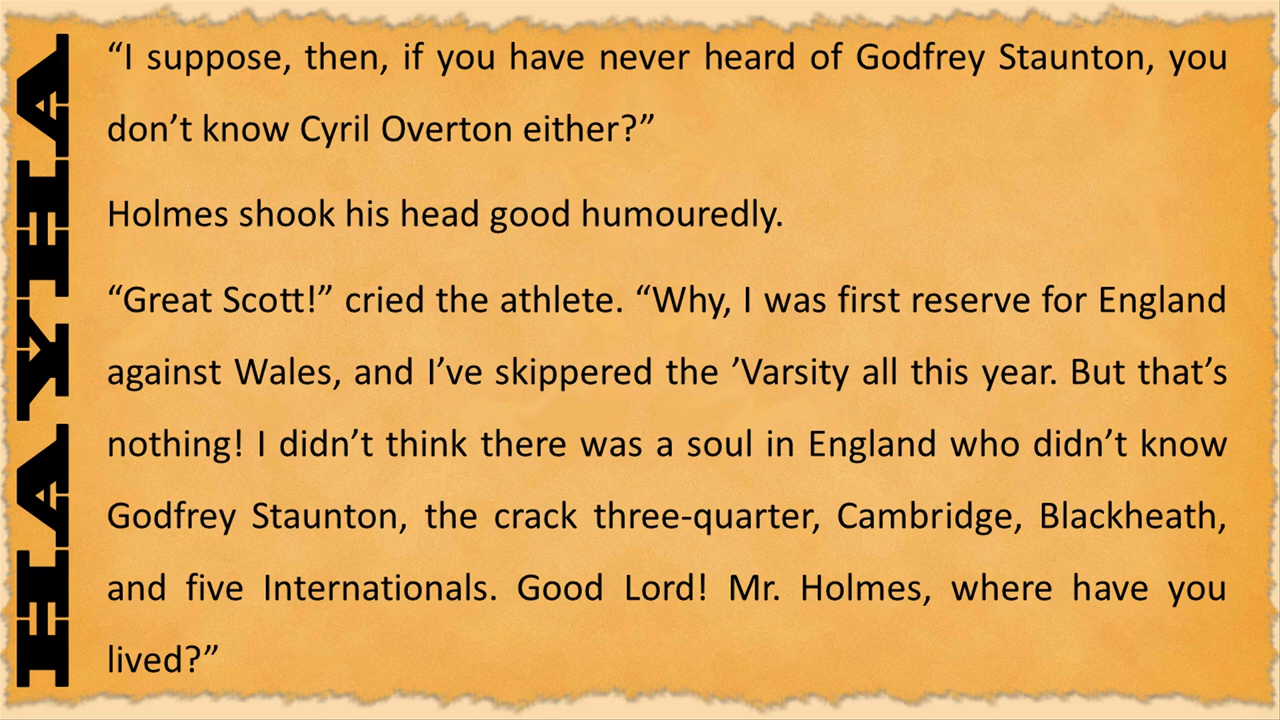 HAYHA
“I suppose, then, if you have never heard of Godfrey Staunton, you
don’t know Cyril Overton either?”
Holmes shook his head good humouredly.
“Great Scott!” cried the athlete. “Why, I was first reserve for England
against Wales, and I’ve skippered the ’Varsity all this year. But that’s
nothing! I didn’t think there was a soul in England who didn’t know
Godfrey Staunton, the crack three-quarter, Cambridge, Blackheath,
and five Internationals. Good Lord! Mr. Holmes, where have you
lived?”